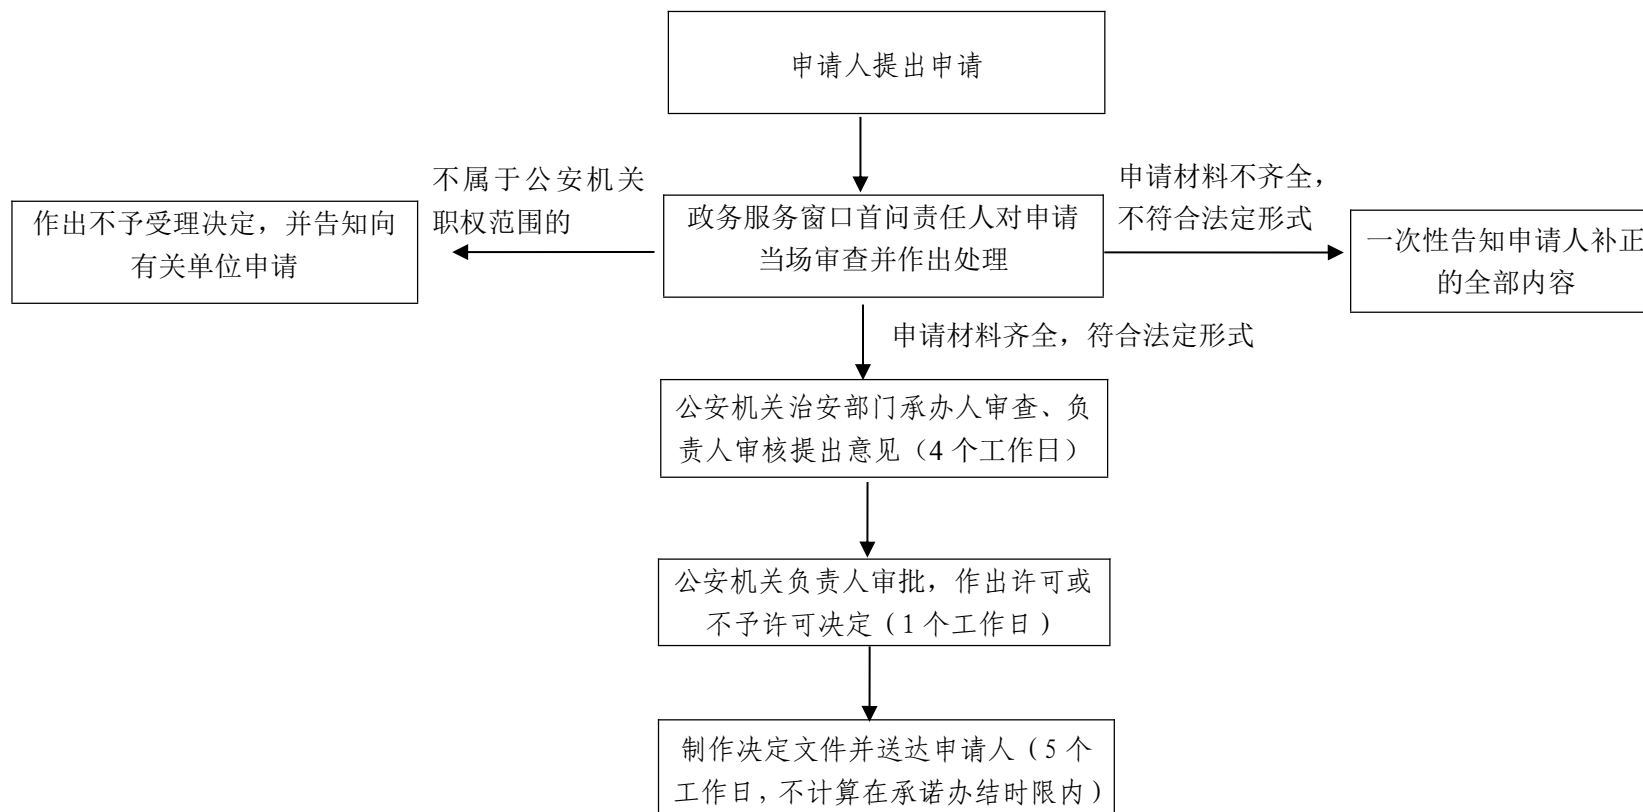 申请人提出申请
不属于公安机关
职权范围的
申请材料不齐全，
不符合法定形式
作出不予受理决定，并告知向
有关单位申请
政务服务窗口首问责任人对申请
当场审查并作出处理
一次性告知申请人补正
的全部内容
申请材料齐全，符合法定形式
公安机关治安部门承办人审查、负
责人审核提出意见（4 个工作日）
公安机关负责人审批，作出许可或
不予许可决定（1 个工作日）
制作决定文件并送达申请人（5 个
工作日，不计算在承诺办结时限内）